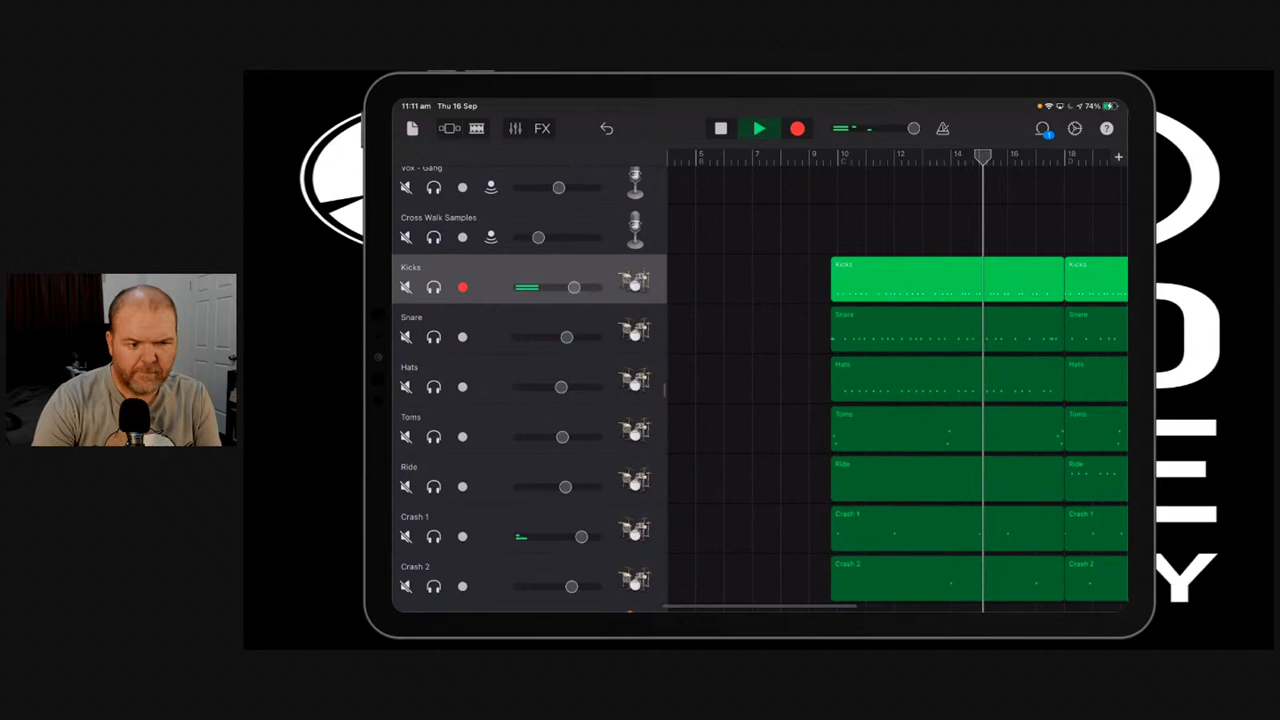 11:11 am Thu 16 Sep
74%
FX
1
5 7 10 12 14 16 18
B C D
Vox - Gang
Cross Walk Samples
Kicks
Kicks
Kicks
Snare
Snare
Snare
Hats
Hats
Hats
Toms
Toms
Toms
Ride
Ride
Ride
Crash 1
Crash 1
Crash 1
Crash 2
Crash 2
Crash 2